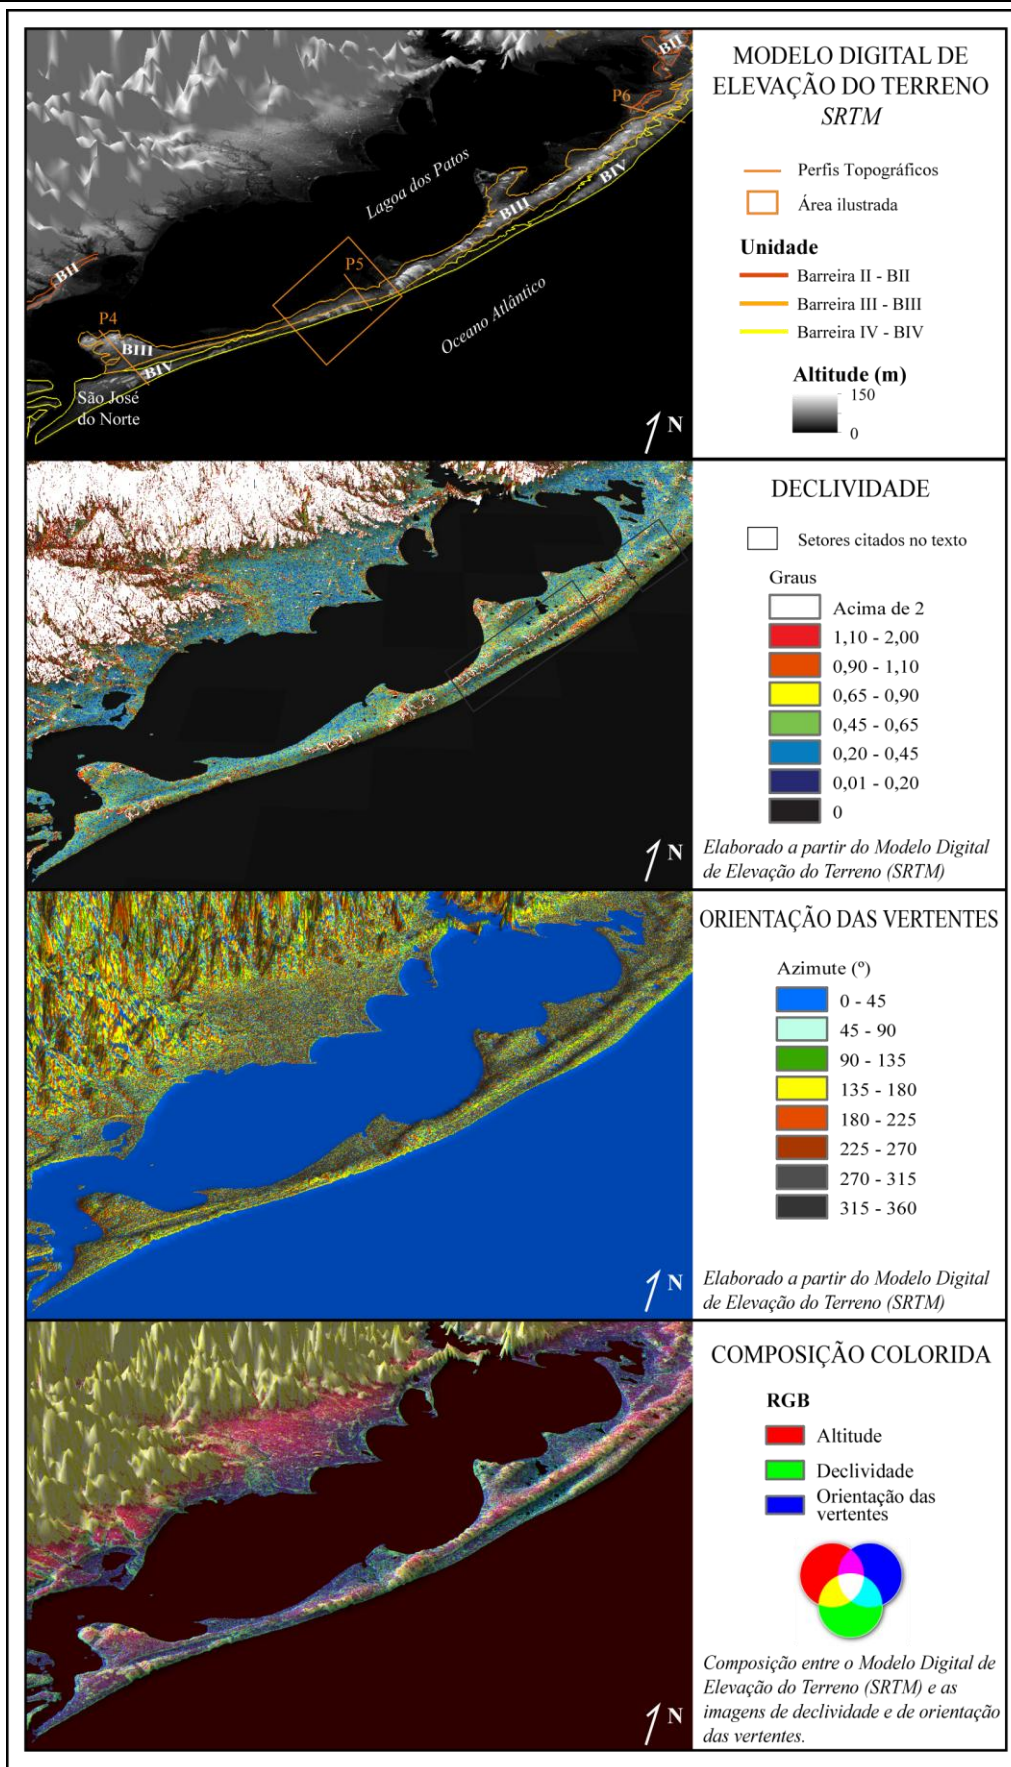 MODELO DIGITAL DE
ELEVAÇÃO DO TERRENO
SRTM
Perfis Topográficos
Área ilustrada
Unidade
Barreira II - BII
Barreira III - BIII
Barreira IV - BIV
Altitude (m)
150
0
BII
P6
Lagoa dos Patos
BIV
BIII
BII
P5
Oceano Atlântico
P4
BIII
BIV
São José
do Norte
N
DECLIVIDADE
Setores citados no texto
Graus
Acima de 2
1,10 - 2,00
0,90 - 1,10
0,65 - 0,90
0,45 - 0,65
0,20 - 0,45
0,01 - 0,20
0
Elaborado a partir do Modelo Digital
de Elevação do Terreno (SRTM)
N
ORIENTAÇÃO DAS VERTENTES
Azimute (º)
0 - 45
45 - 90
90 - 135
135 - 180
180 - 225
225 - 270
270 - 315
315 - 360
Elaborado a partir do Modelo Digital
de Elevação do Terreno (SRTM)
N
COMPOSIÇÃO COLORIDA
RGB
Altitude
Declividade
Orientação das
vertentes
Composição entre o Modelo Digital de
Elevação do Terreno (SRTM) e as
imagens de declividade e de orientação
das vertentes.
N